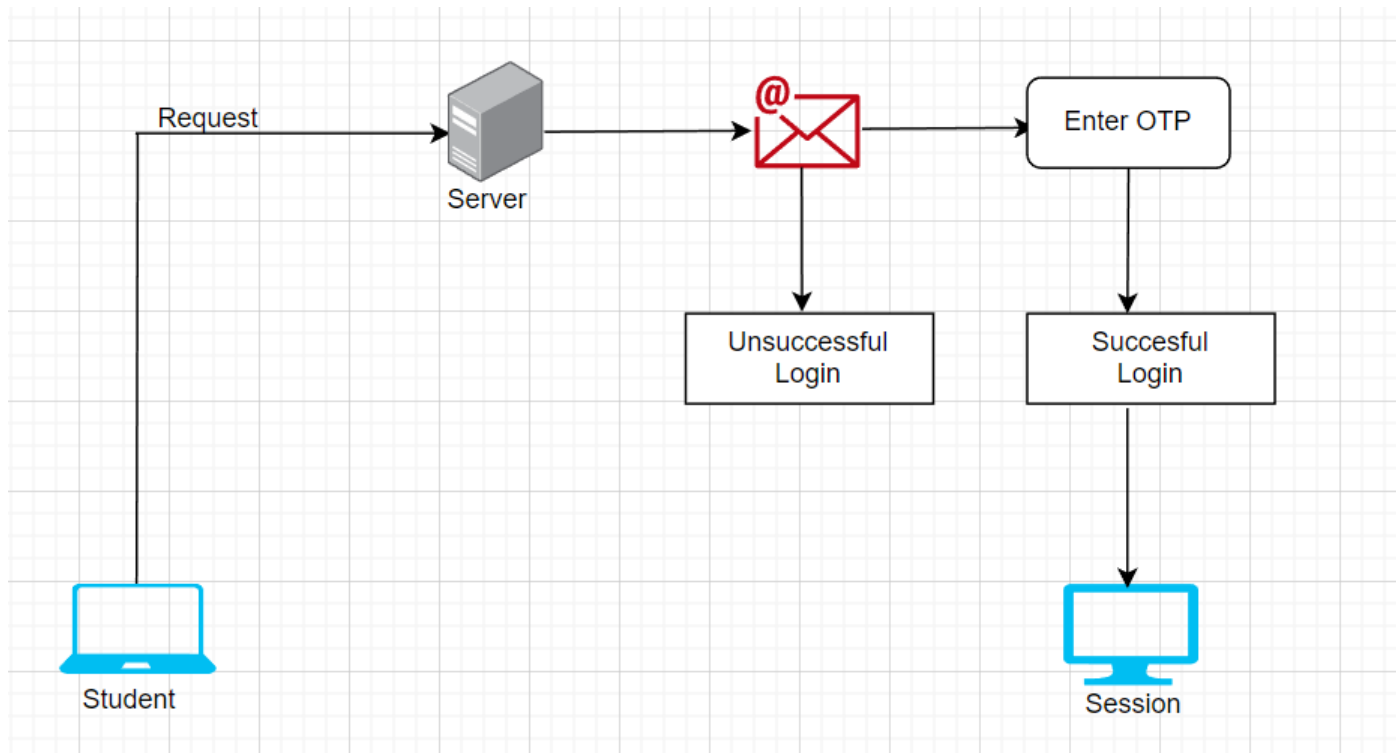 Request
Server
@
Enter OTP
Unsuccessful
Login
Succesful
Login
Student
Session